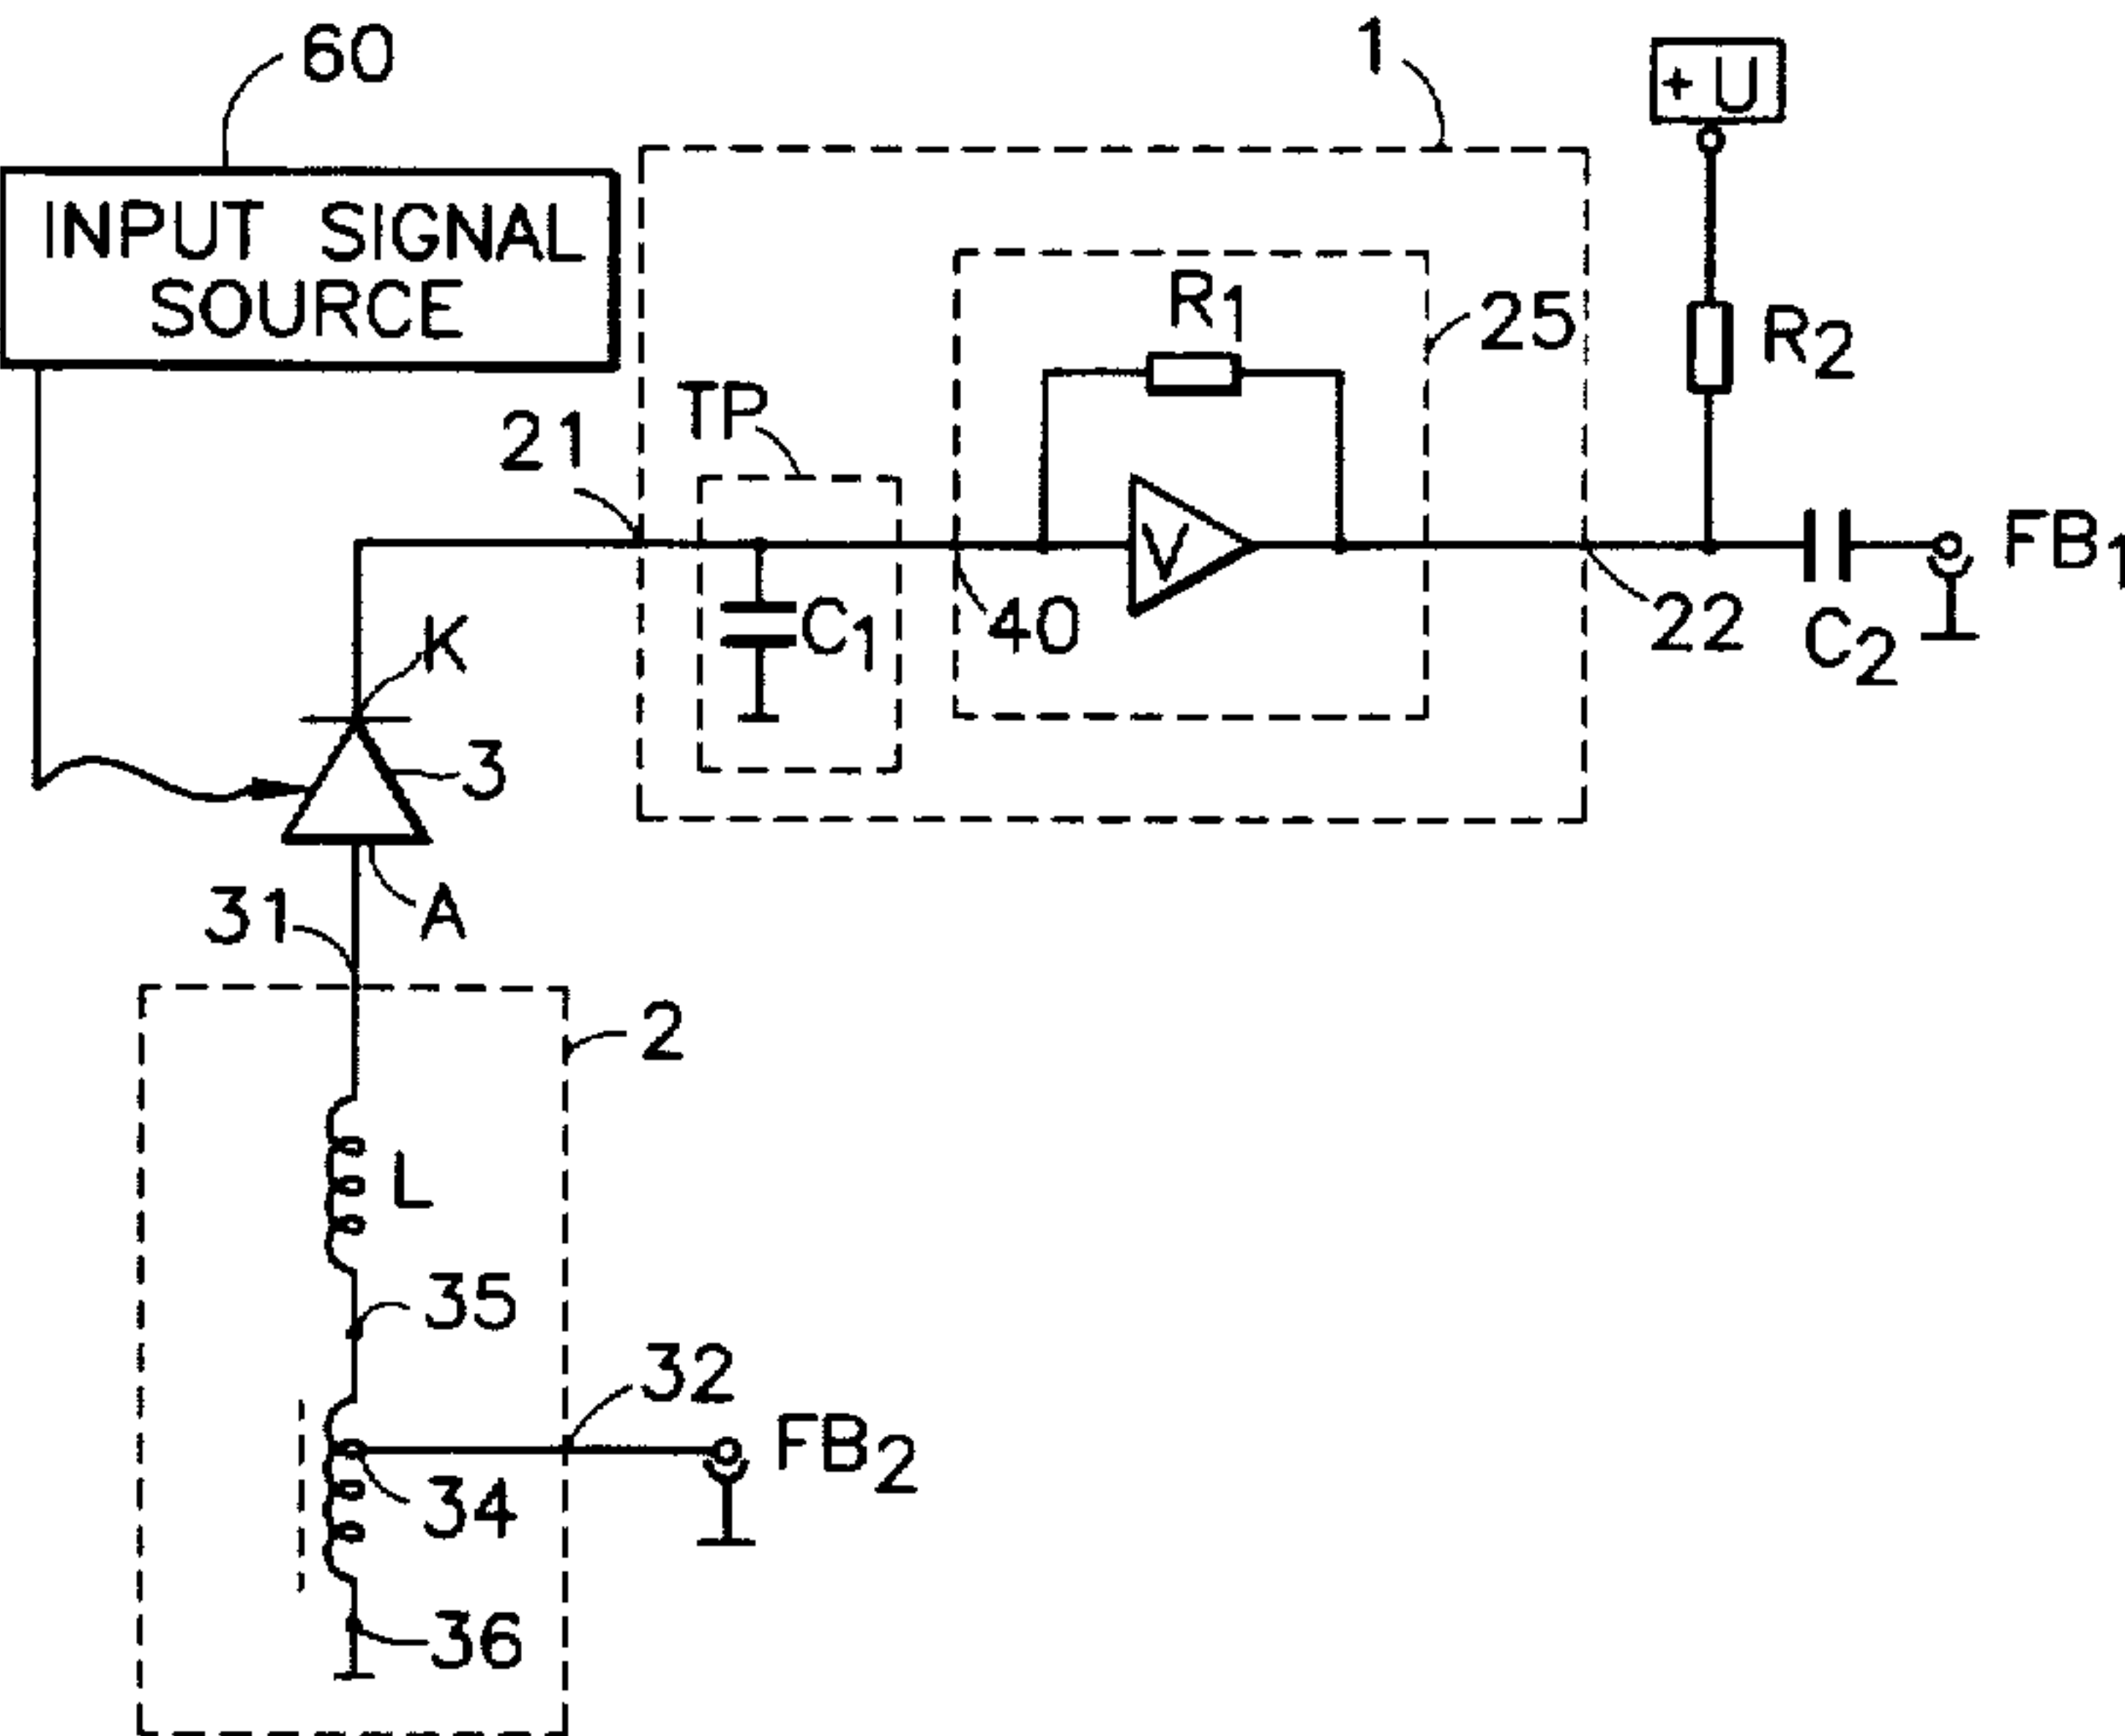 60
1
+ U
INPUT SIGNAL
SOURCE
R1
25
R2
TP
21
FB1
K
C1
40
22
C2
3
31
A
2
L
35
32
FB2
34
36
V